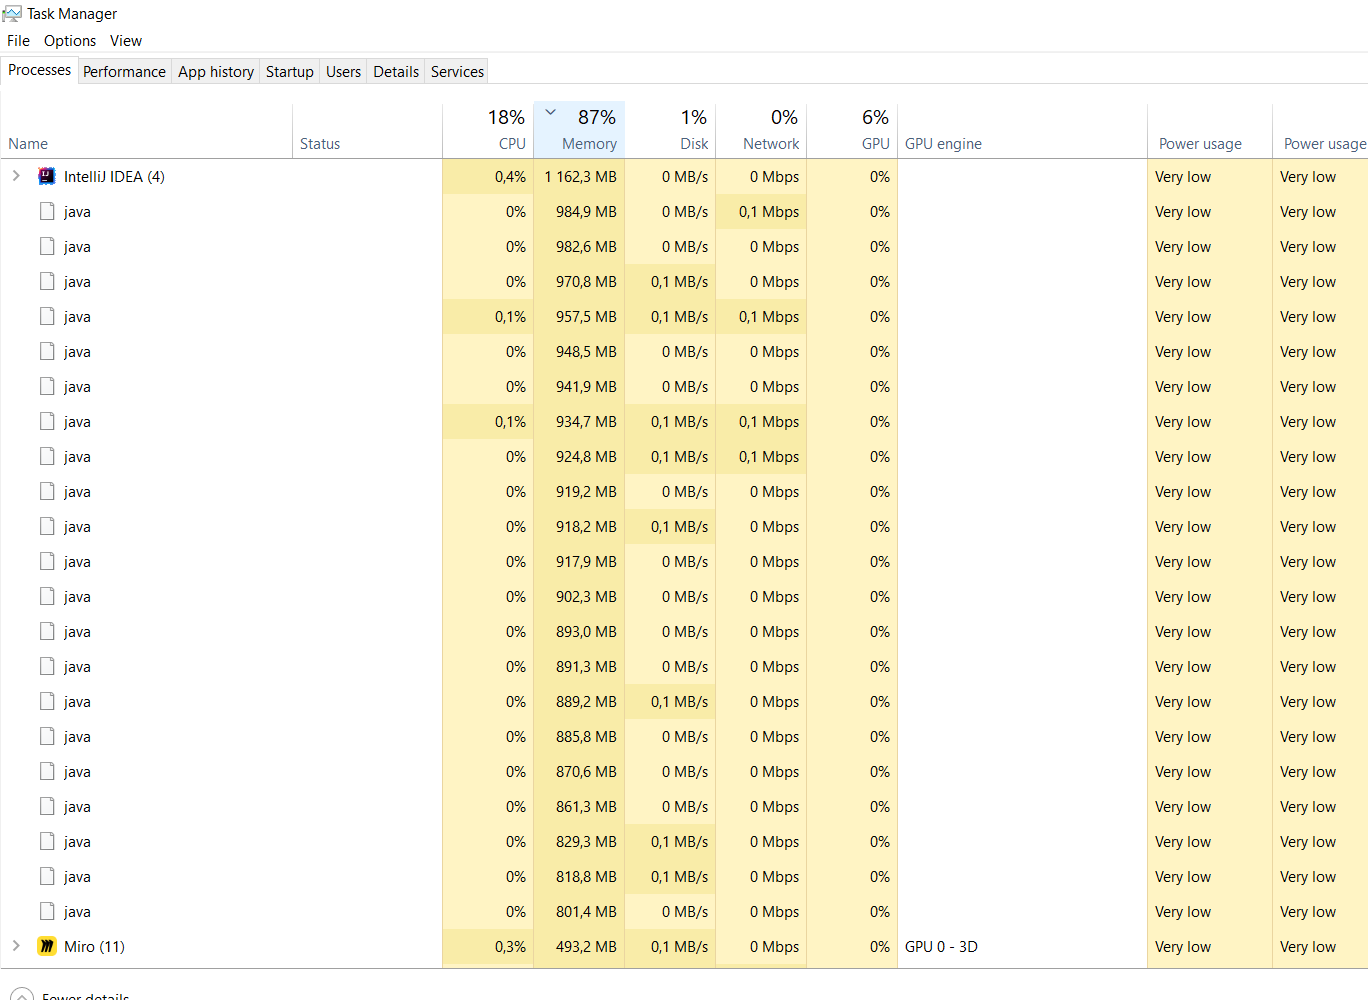 Task Manager
File Options View
Processes Performance App history Startup Users Details Services
18% 87% 1% 0% 6%
Name Status CPU Memory Disk Network GPU GPU engine Power usage Power usage
IntelliJ IDEA (4) 0,4% 1 162,3 MB 0 MB/s 0 Mbps 0% Very low Very low
java 0% 984,9 MB 0 MB/s 0,1 Mbps 0% Very low Very low
java 0% 982,6 MB 0 MB/s 0 Mbps 0% Very low Very low
java 0% 970,8 MB 0,1 MB/s 0 Mbps 0% Very low Very low
java 0,1% 957,5 MB 0,1 MB/s 0,1 Mbps 0% Very low Very low
java 0% 948,5 MB 0 MB/s 0 Mbps 0% Very low Very low
java 0% 941,9 MB 0 MB/s 0 Mbps 0% Very low Very low
java 0,1% 934,7 MB 0,1 MB/s 0,1 Mbps 0% Very low Very low
java 0% 924,8 MB 0,1 MB/s 0,1 Mbps 0% Very low Very low
java 0% 919,2 MB 0 MB/s 0 Mbps 0% Very low Very low
java 0% 918,2 MB 0,1 MB/s 0 Mbps 0% Very low Very low
java 0% 917,9 MB 0 MB/s 0 Mbps 0% Very low Very low
java 0% 902,3 MB 0 MB/s 0 Mbps 0% Very low Very low
java 0% 893,0 MB 0 MB/s 0 Mbps 0% Very low Very low
java 0% 891,3 MB 0 MB/s 0 Mbps 0% Very low Very low
java 0% 889,2 MB 0,1 MB/s 0 Mbps 0% Very low Very low
java 0% 885,8 MB 0 MB/s 0 Mbps 0% Very low Very low
java 0% 870,6 MB 0 MB/s 0 Mbps 0% Very low Very low
java 0% 861,3 MB 0 MB/s 0 Mbps 0% Very low Very low
java 0% 829,3 MB 0,1 MB/s 0 Mbps 0% Very low Very low
java 0% 818,8 MB 0,1 MB/s 0 Mbps 0% Very low Very low
java 0% 801,4 MB 0 MB/s 0 Mbps 0% Very low Very low
Miro (11) 0,3% 493,2 MB 0,1 MB/s 0 Mbps 0% GPU 0 - 3D Very low Very low
Fewer details